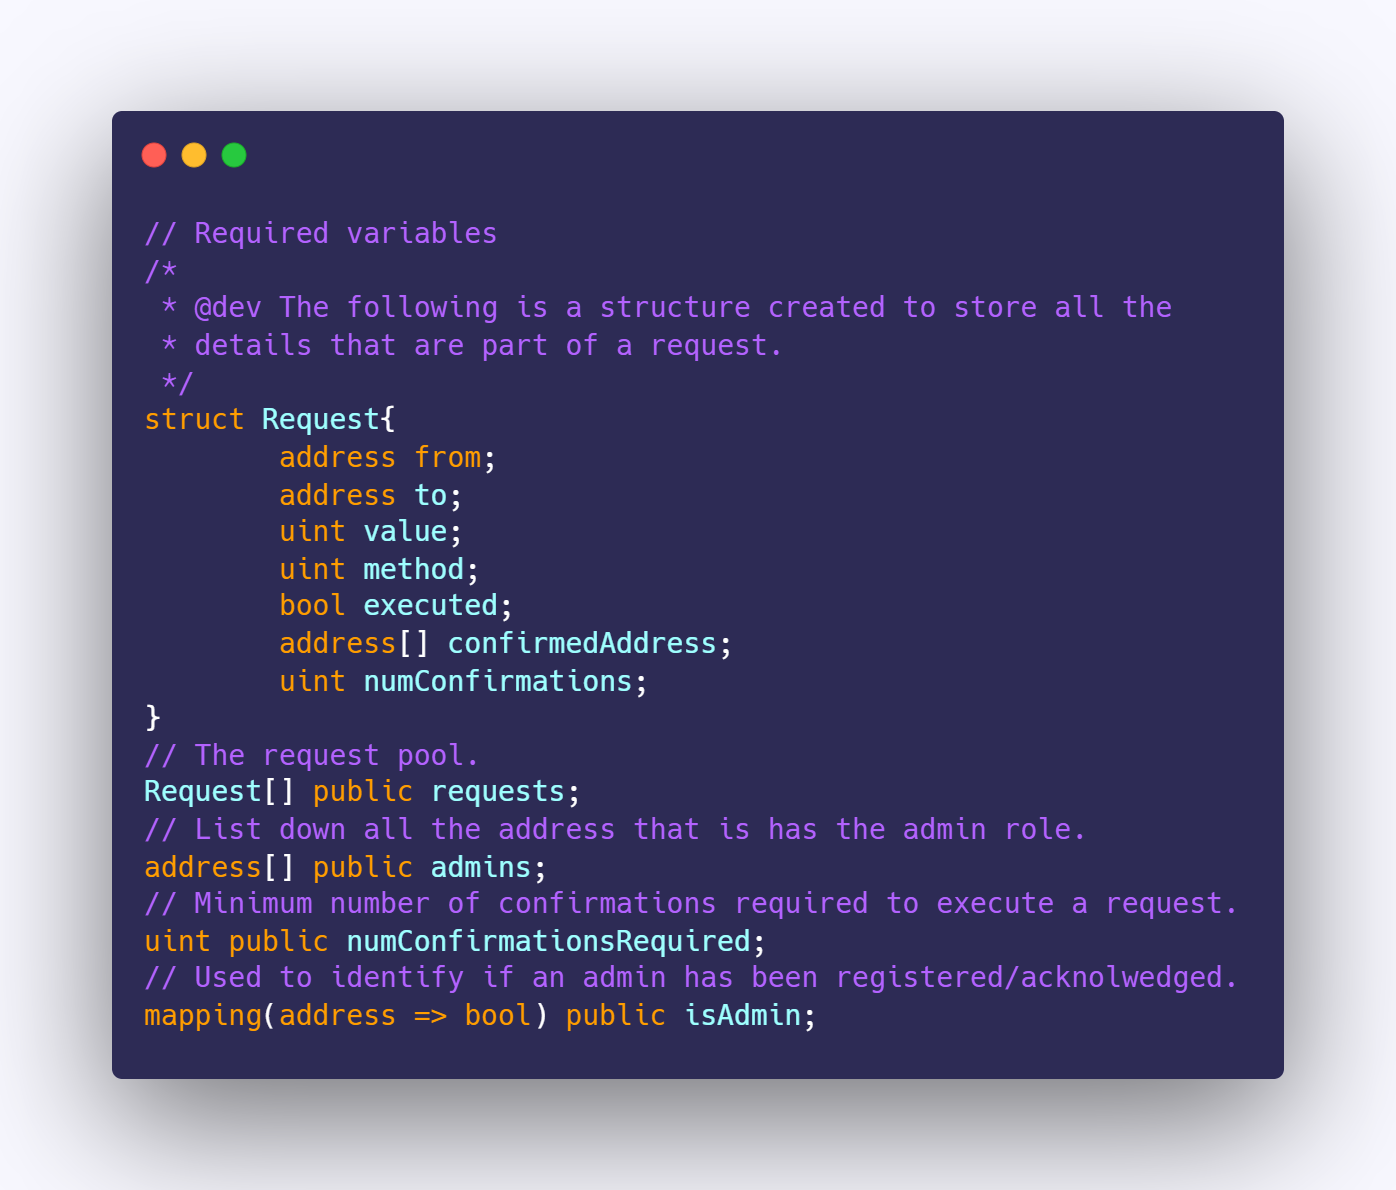 // Required variables
/*
 * @dev The following is a structure created to store all the
 * details that are part of a request.
 */
struct Request{
        address from;
        address to;
        uint value;
        uint method;
        bool executed;
        address[] confirmedAddress;
        uint numConfirmations;
}
// The request pool.
Request[] public requests;
// List down all the address that is has the admin role.
address[] public admins;
// Minimum number of confirmations required to execute a request.
uint public numConfirmationsRequired;
// Used to identify if an admin has been registered/acknolwedged.
mapping(address => bool) public isAdmin;